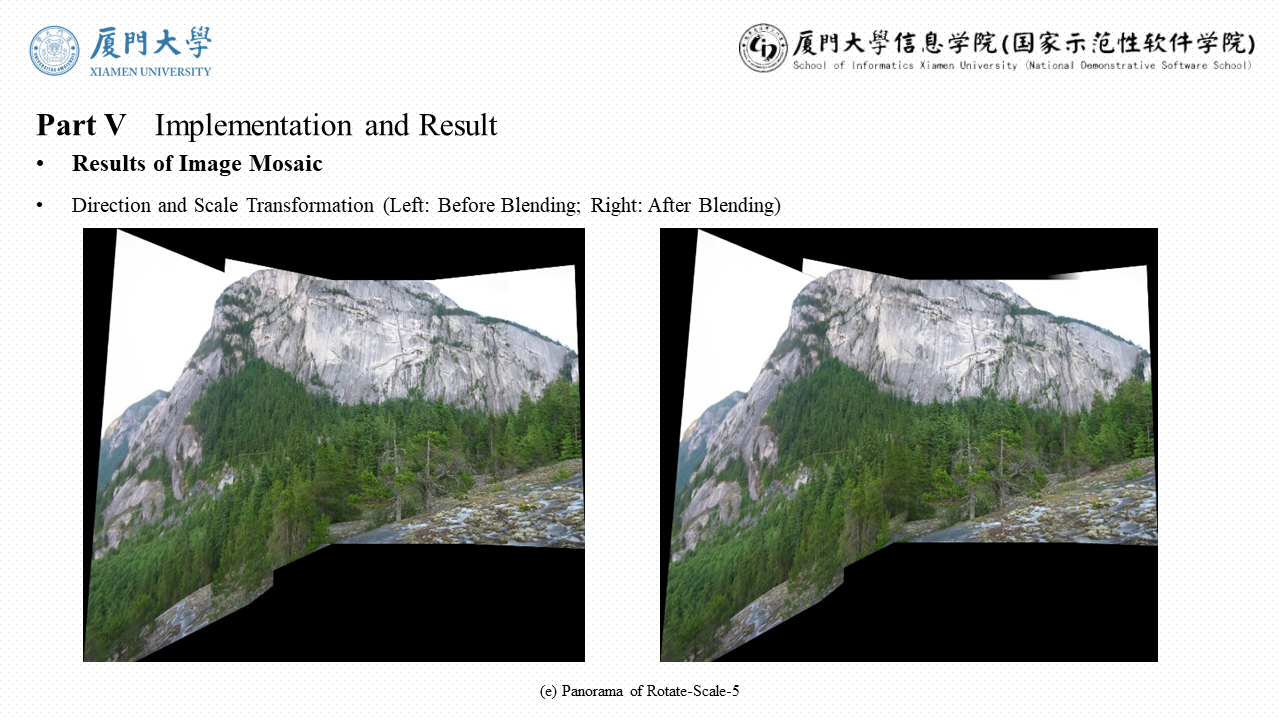 厦門大學
XIAMEN UNIVERSITY
厦門大學信息学院(国家示范性软件学院)
School of Informatics Xiamen University (National Demonstrative Software School)
Part V Implementation and Result
• Results of Image Mosaic
• Direction and Scale Transformation (Left: Before Blending; Right: After Blending)
(e) Panorama of Rotate-Scale-5